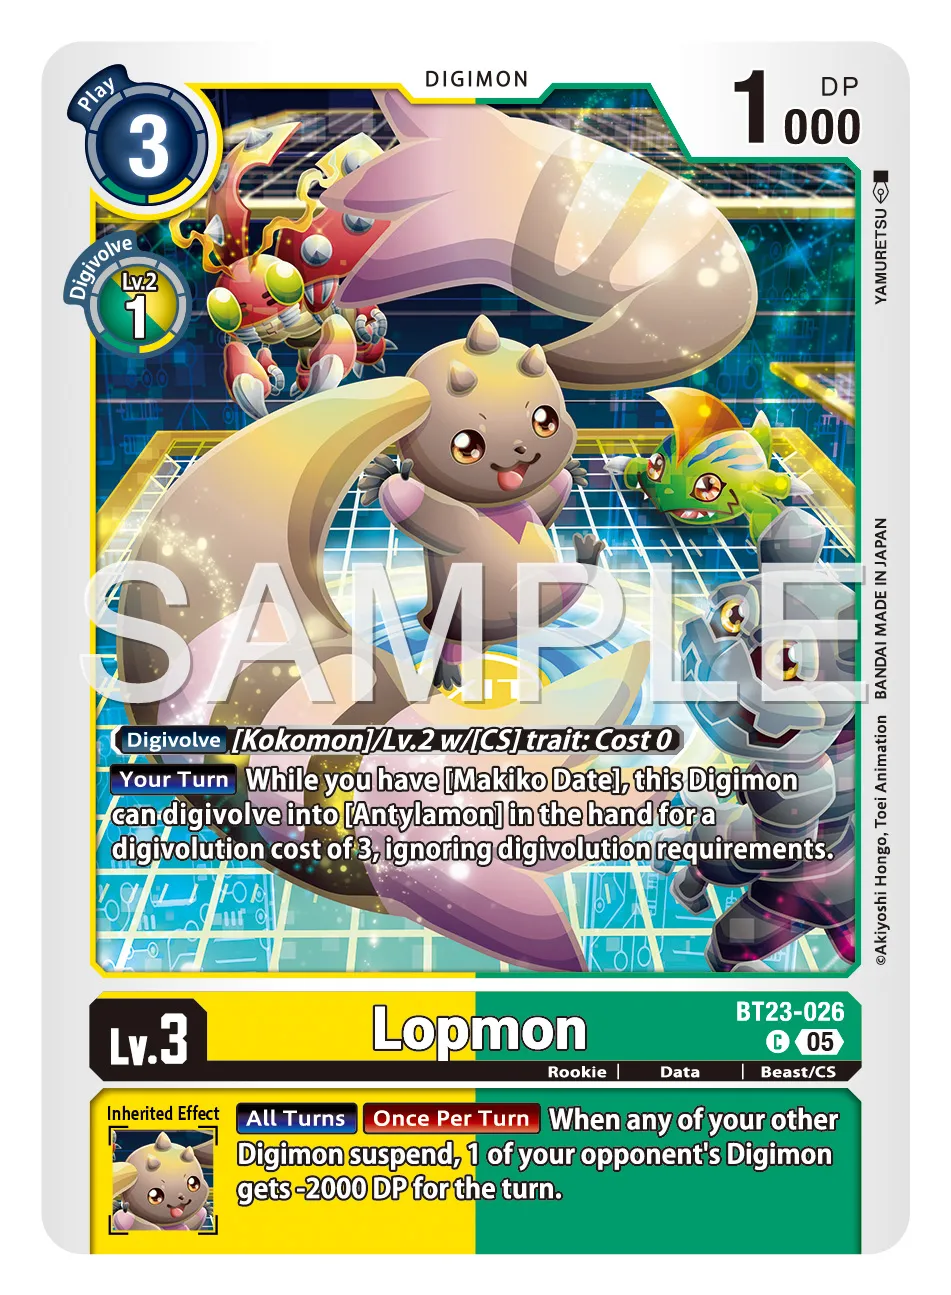 DIGIMON
Play
3
1000
DP
Digivolve
Lv.2
1
YAMURETSU
SAMPLE
BANDAI MADE IN JAPAN
©Akiyoshi Hongo, Toei Animation
Digivolve [Kokomon]/Lv.2 w/[CS] trait: Cost 0
Your Turn While you have [Makiko Date], this Digimon
can digivolve into [Antylamon] in the hand for a
digivolution cost of 3, ignoring digivolution requirements.
Lv.3
Lopmon
BT23-026
C 05
Rookie | Data | Beast/CS
Inherited Effect
All Turns Once Per Turn When any of your other
Digimon suspend, 1 of your opponent's Digimon
gets -2000 DP for the turn.